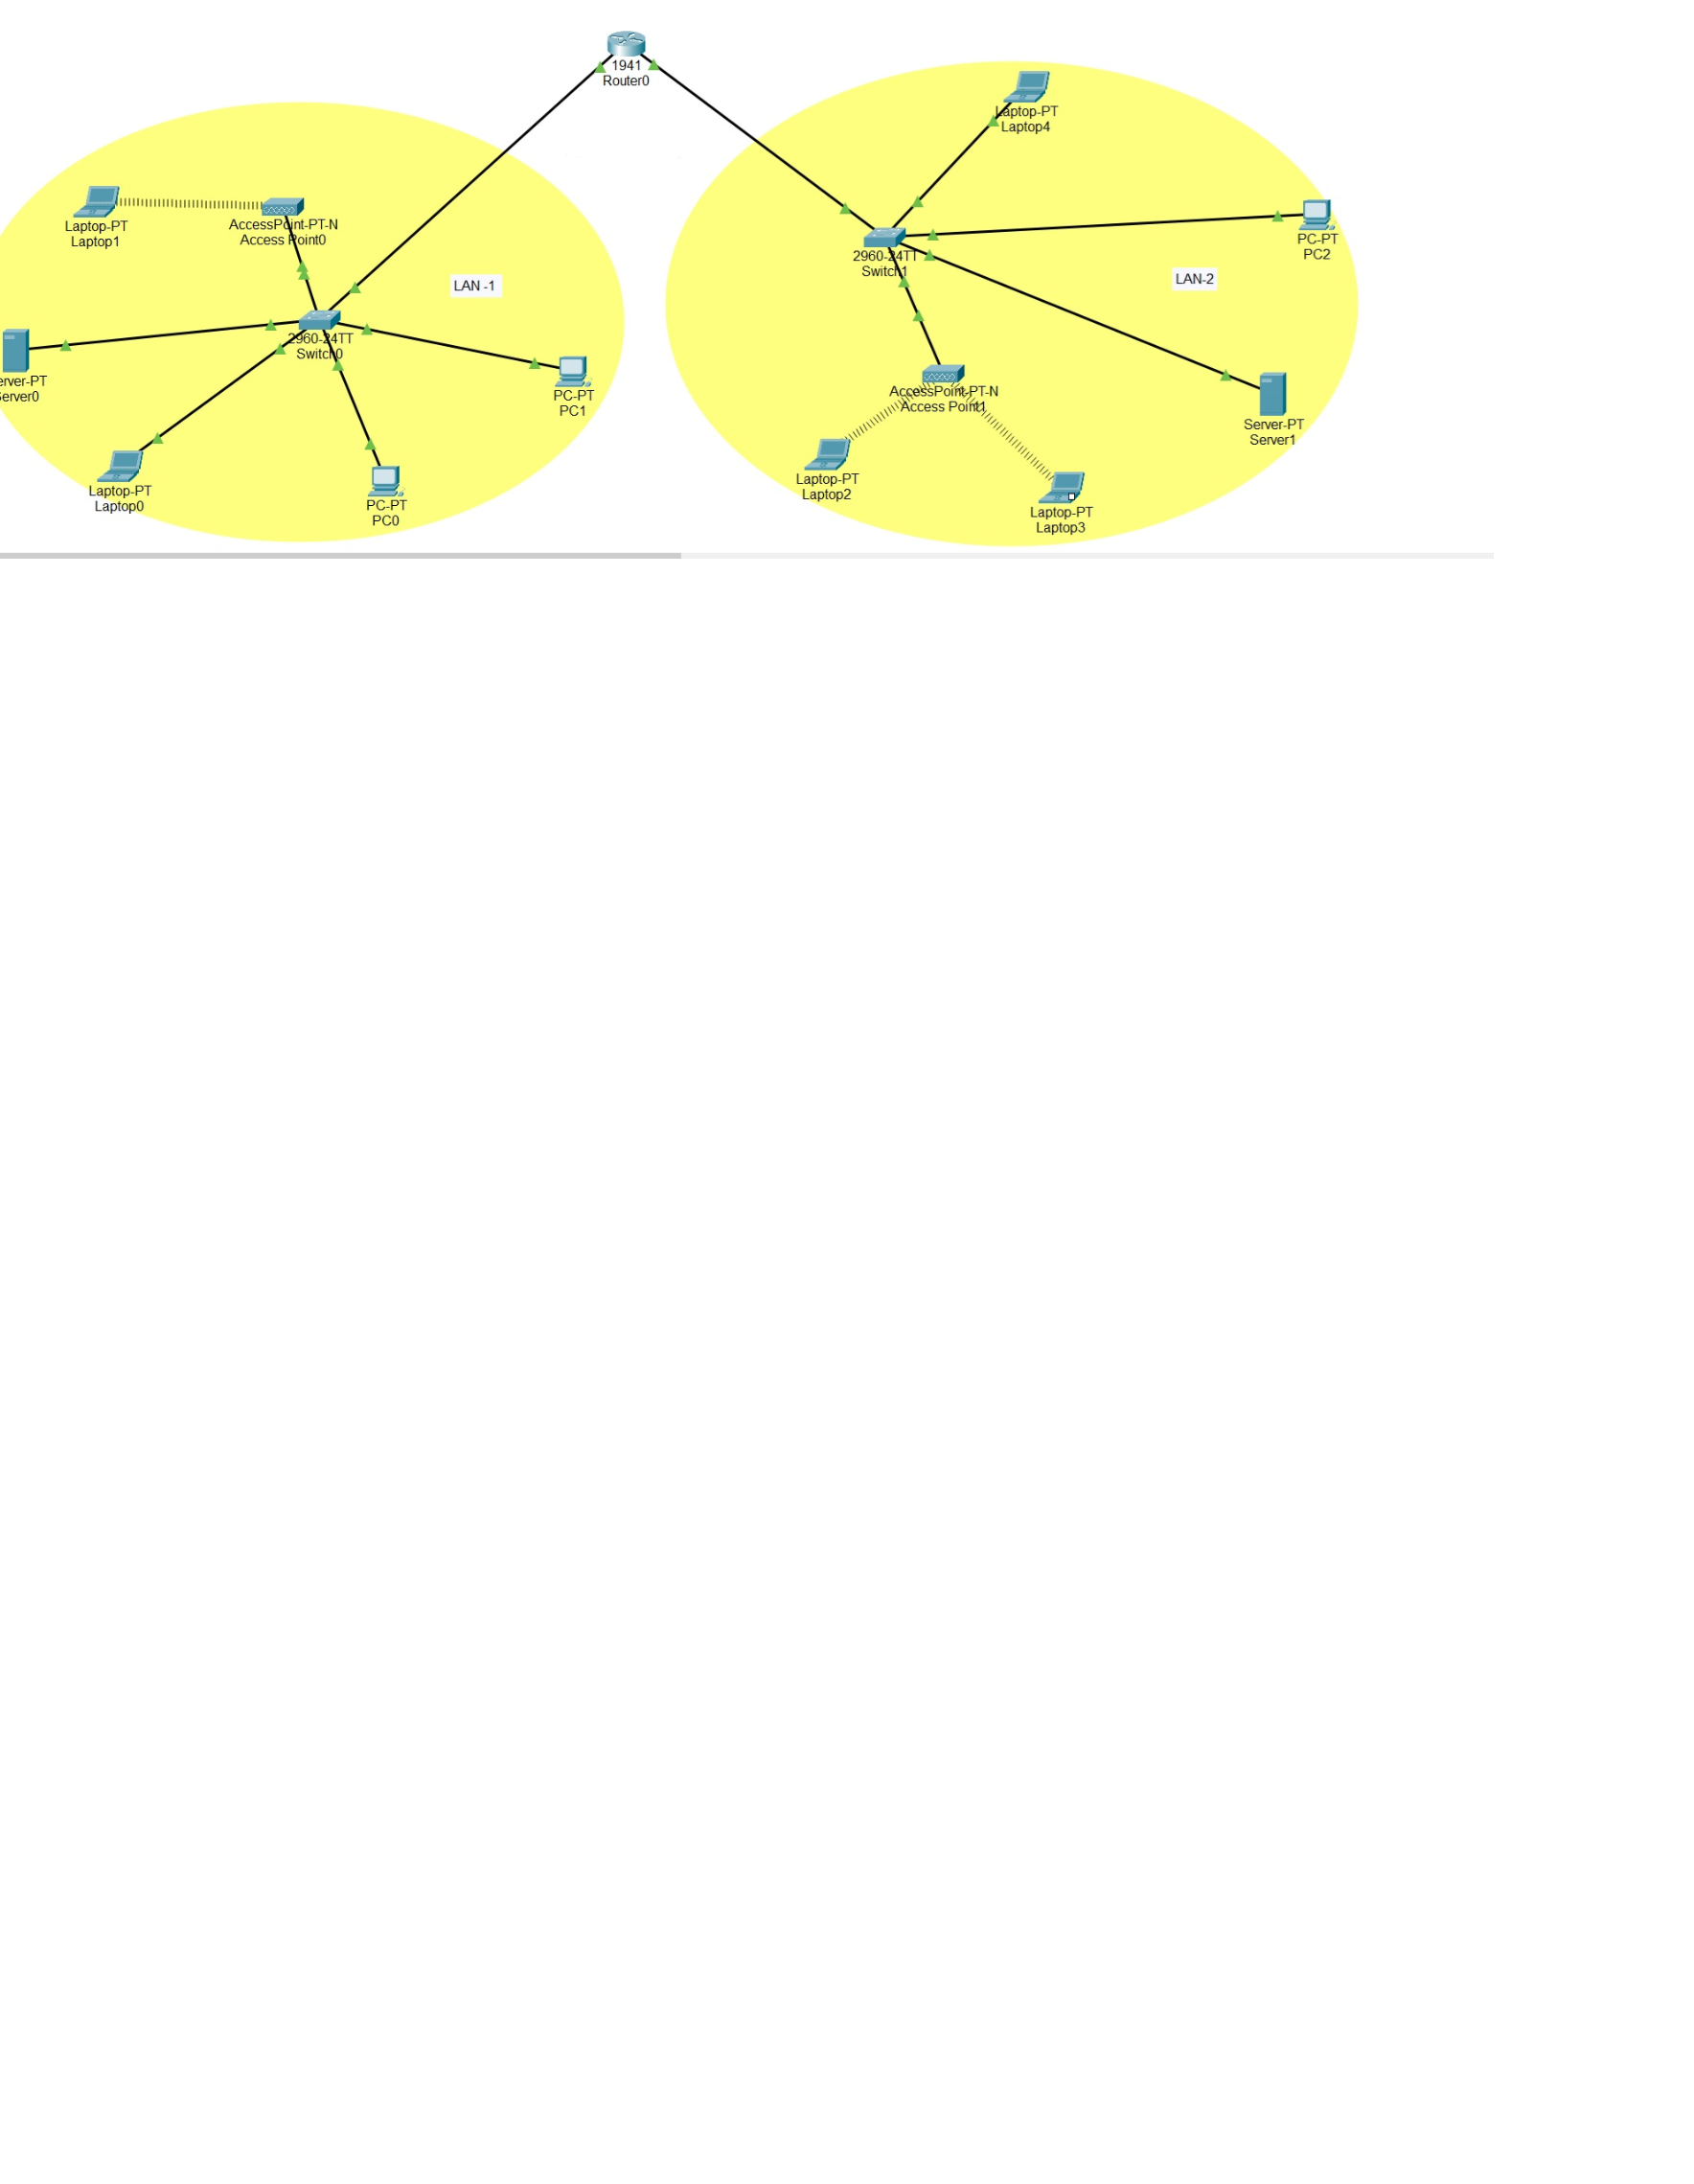 1941
Router0
Laptop-PT
Laptop4
Laptop-PT
Laptop1
AccessPoint-PT-N
Access Point0
PC-PT
PC2
2960-24TT
Switch1
LAN -1
LAN-2
2960-24TT
Switch0
erver-PT
Server0
PC-PT
PC1
AccessPoint-PT-N
Access Point1
Server-PT
Server1
Laptop-PT
Laptop2
Laptop-PT
Laptop0
PC-PT
PC0
Laptop-PT
Laptop3